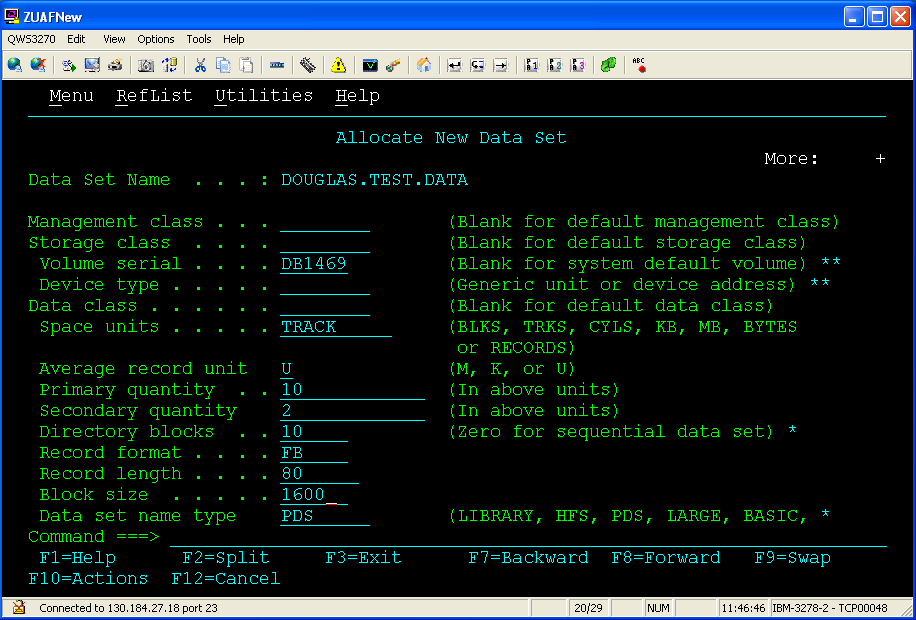 ZUAFNew
QWS3270 Edit View Options Tools Help
1 2 3 ABC
Menu RefList Utilities Help
Allocate New Data Set
More: +
Data Set Name . . . : DOUGLAS.TEST.DATA
Management class . . . (Blank for default management class)
Storage class . . . . (Blank for default storage class)
Volume serial . . . . DB1469 (Blank for system default volume) **
Device type . . . . . (Generic unit or device address) **
Data class . . . . . . (Blank for default data class)
Space units . . . . . TRACK (BLKS, TRKS, CYLS, KB, MB, BYTES
or RECORDS)
Average record unit U (M, K, or U)
Primary quantity . . 10 (In above units)
Secondary quantity 2 (In above units)
Directory blocks . . 10 (Zero for sequential data set) *
Record format . . . . FB
Record length . . . . 80
Block size . . . . . 1600
Data set name type PDS (LIBRARY, HFS, PDS, LARGE, BASIC, *
Command ===>
F1=Help F2=Split F3=Exit F7=Backward F8=Forward F9=Swap
F10=Actions F12=Cancel
Connected to 130.184.27.18 port 23 20/29 NUM 11:46:46 IBM-3278-2 - TCP00048